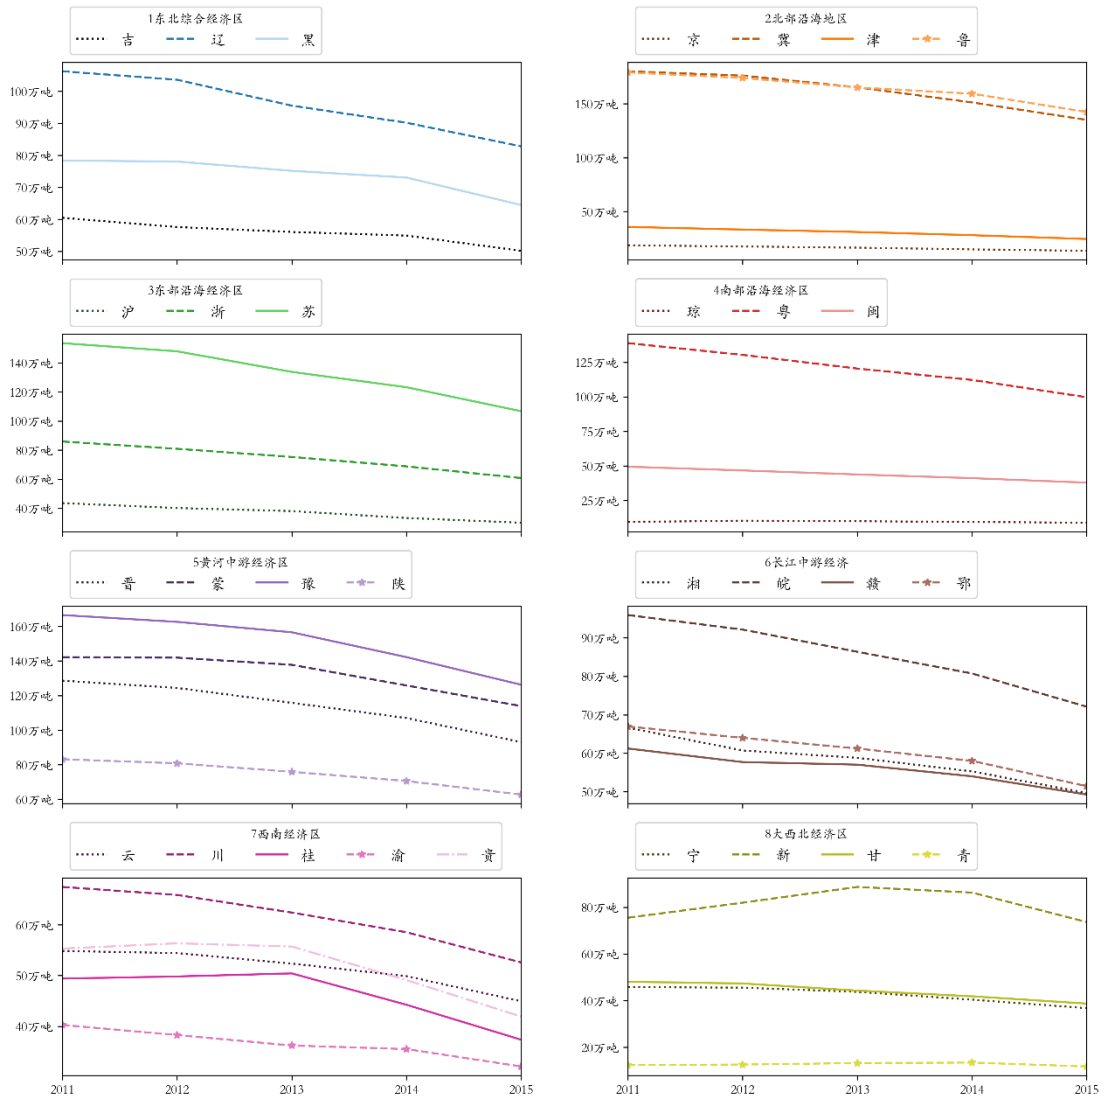 1东北综合经济区
吉 辽 黑
100万吨
90万吨
80万吨
70万吨
60万吨
50万吨
2北部沿海地区
京 冀 津 鲁
150万吨
100万吨
50万吨
3东部沿海经济区
沪 浙 苏
140万吨
120万吨
100万吨
80万吨
60万吨
40万吨
4南部沿海经济区
琼 粤 闽
125万吨
100万吨
75万吨
50万吨
25万吨
5黄河中游经济区
晋 蒙 豫 陕
160万吨
140万吨
120万吨
100万吨
80万吨
60万吨
6长江中游经济
湘 皖 赣 鄂
90万吨
80万吨
70万吨
60万吨
50万吨
7西南经济区
云 川 桂 渝 贵
60万吨
50万吨
40万吨
2011 2012 2013 2014 2015
8大西北经济区
宁 新 甘 青
80万吨
60万吨
40万吨
20万吨
2011 2012 2013 2014 2015